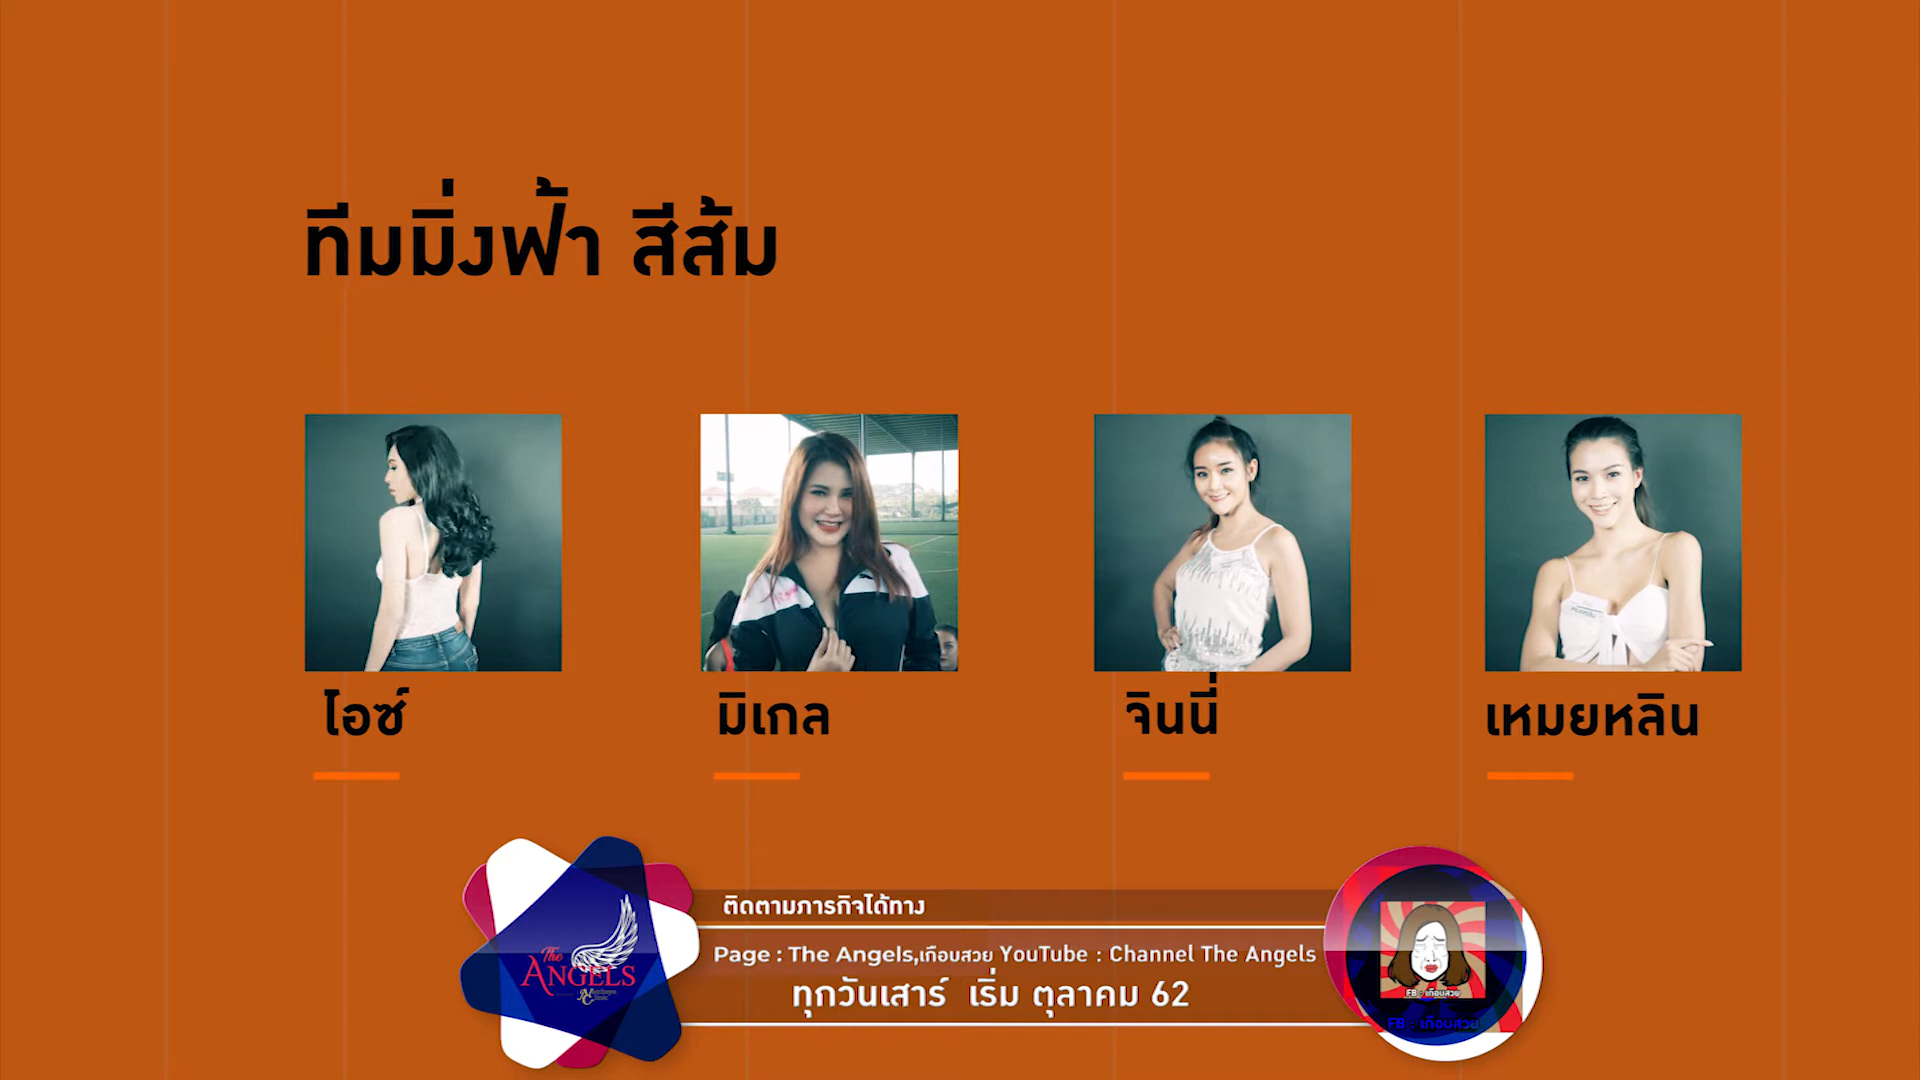 ทีมมิ่งฟ้า สีส้ม
ไอซ์
มิเกล
จินนี่
เหมยหลิน
ติดตามภารกิจได้ทาง
Page : The Angels,เกือบสวย YouTube : Channel The Angels
ทุกวันเสาร์ เริ่ม ตุลาคม 62
The
ANGELS
FB : เกือบสวย
FB : เกือบสวย